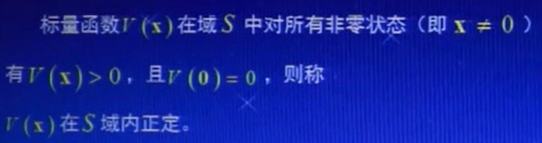 标量函数V(x)在域S中对所有非零状态（即x ≠ 0）
有V(x)>0，且V(0)=0，则称
V(x)在S域内正定。